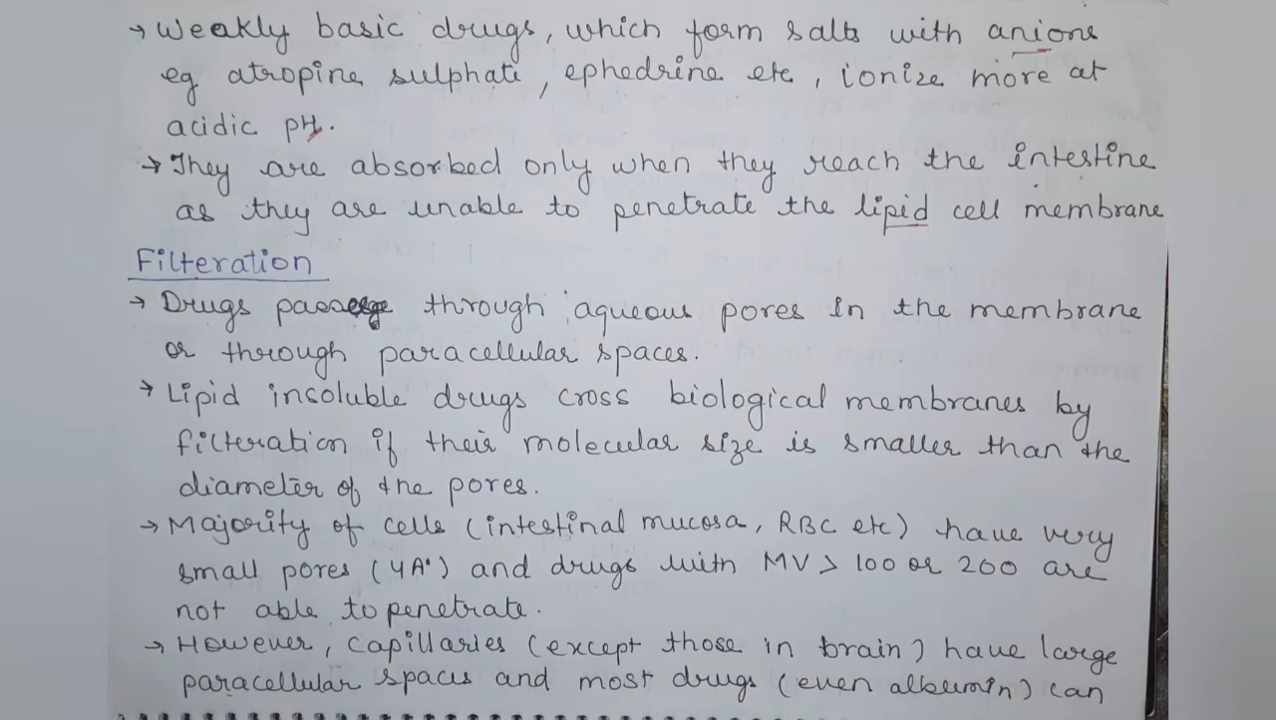 → Weakly basic drugs, which form salts with anions
eg atropine sulphate, ephedrine etc, ionize more at
acidic pH.
→ They are absorbed only when they reach the intestine
as they are unable to penetrate the lipid cell membrane
Filteration
→ Drugs pass through aqueous pores in the membrane
or through paracellular spaces.
→ Lipid insoluble drugs cross biological membranes by
filteration if their molecular size is smaller than the
diameter of the pores.
→ Majority of cells (intestinal mucosa, RBC etc) have very
small pores (4A°) and drugs with MV > 100 or 200 are
not able to penetrate.
→ However, capillaries (except those in brain) have large
paracellular spaces and most drugs (even albumin) can